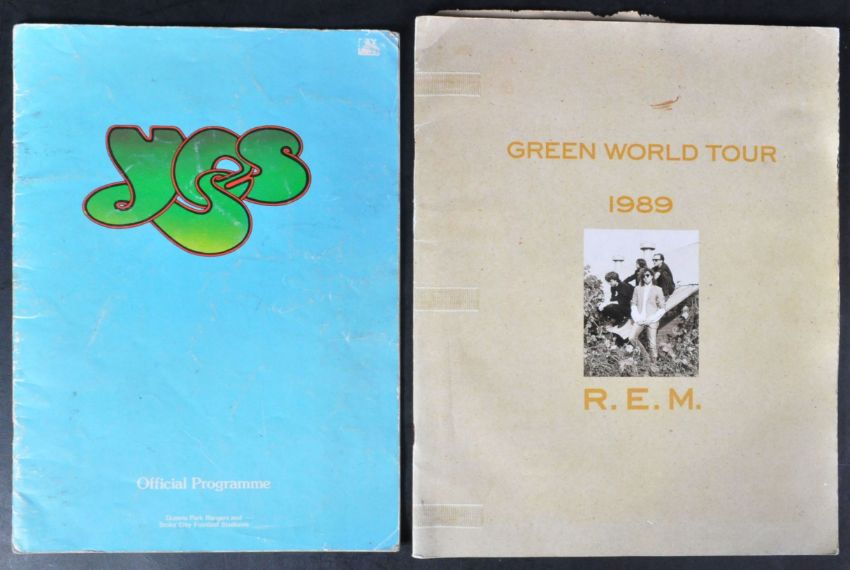 yes
Official Programme
Queens Park Rangers and
Stoke City Football Stadiums
GREEN WORLD TOUR
1989
R.E.M.